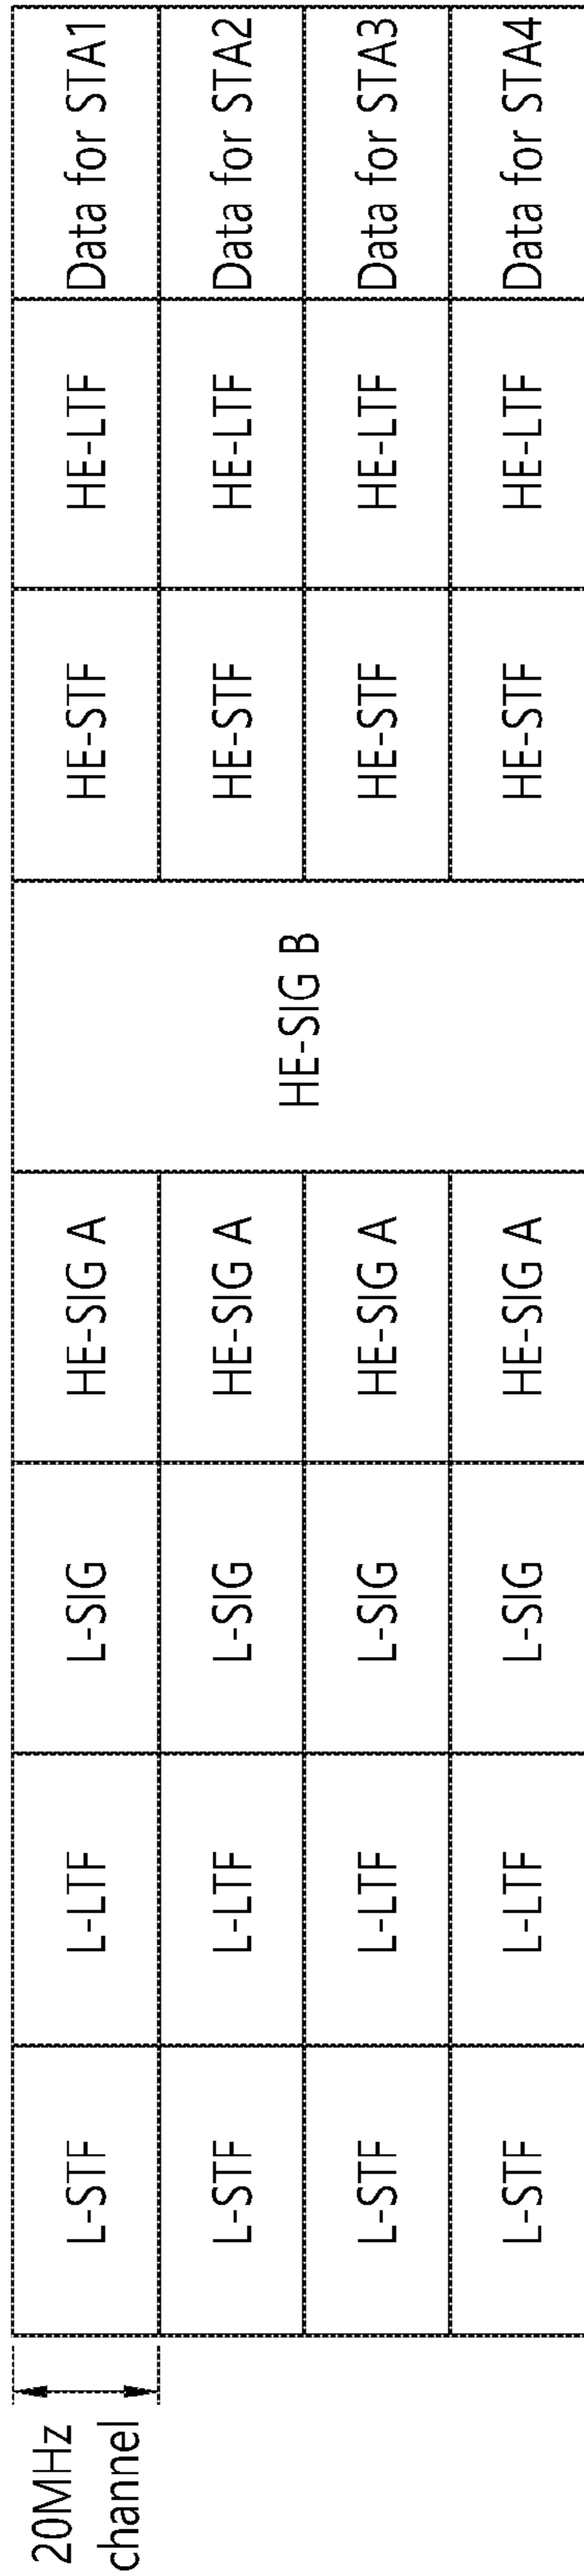 20MHz
channel
L-STF L-LTF L-SIG HE-SIG A HE-SIG B HE-STF HE-LTF Data for STA1
L-STF L-LTF L-SIG HE-SIG A HE-STF HE-LTF Data for STA2
L-STF L-LTF L-SIG HE-SIG A HE-STF HE-LTF Data for STA3
L-STF L-LTF L-SIG HE-SIG A HE-STF HE-LTF Data for STA4